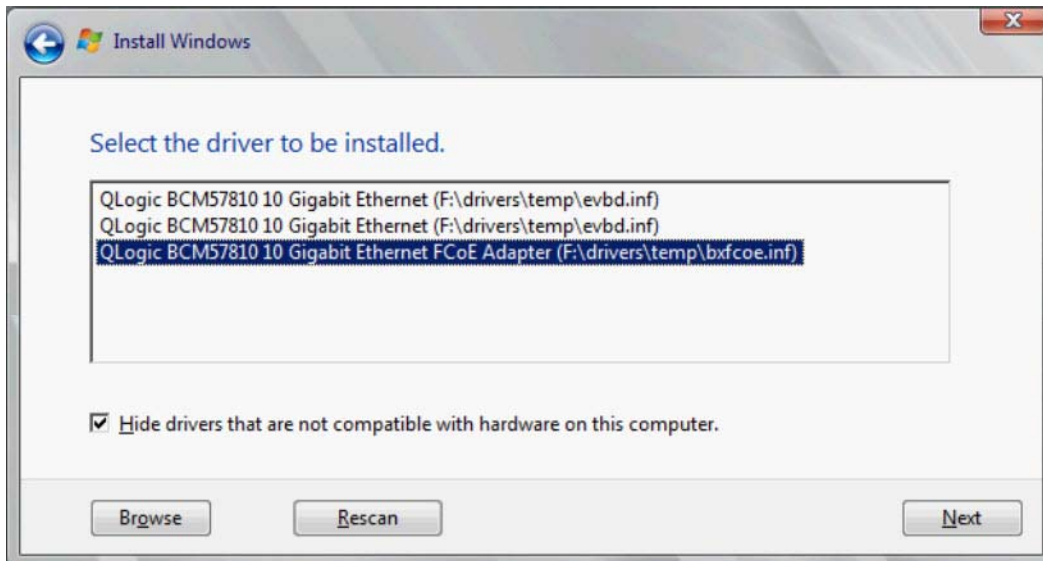 Install Windows
Select the driver to be installed.
QLogic BCM57810 10 Gigabit Ethernet (F:\drivers\temp\evbd.inf)
QLogic BCM57810 10 Gigabit Ethernet (F:\drivers\temp\evbd.inf)
QLogic BCM57810 10 Gigabit Ethernet FCoE Adapter (F:\drivers\temp\bxfcoe.inf)
Hide drivers that are not compatible with hardware on this computer.
Browse Rescan Next